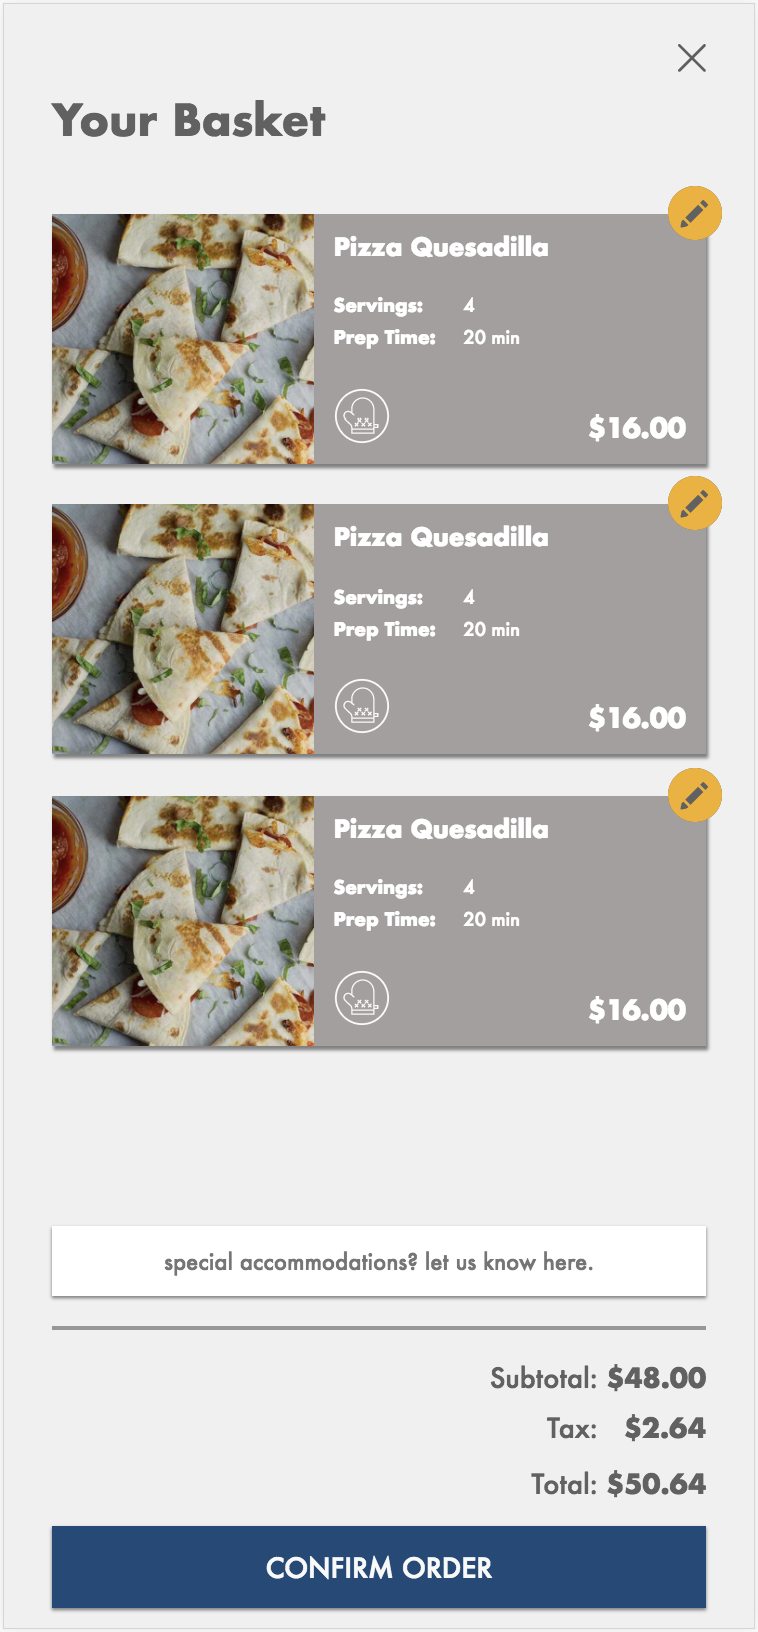 Your Basket
Pizza Quesadilla
Servings: 4
Prep Time: 20 min
$16.00
Pizza Quesadilla
Servings: 4
Prep Time: 20 min
$16.00
Pizza Quesadilla
Servings: 4
Prep Time: 20 min
$16.00
special accommodations? let us know here.
Subtotal: $48.00
Tax: $2.64
Total: $50.64
CONFIRM ORDER